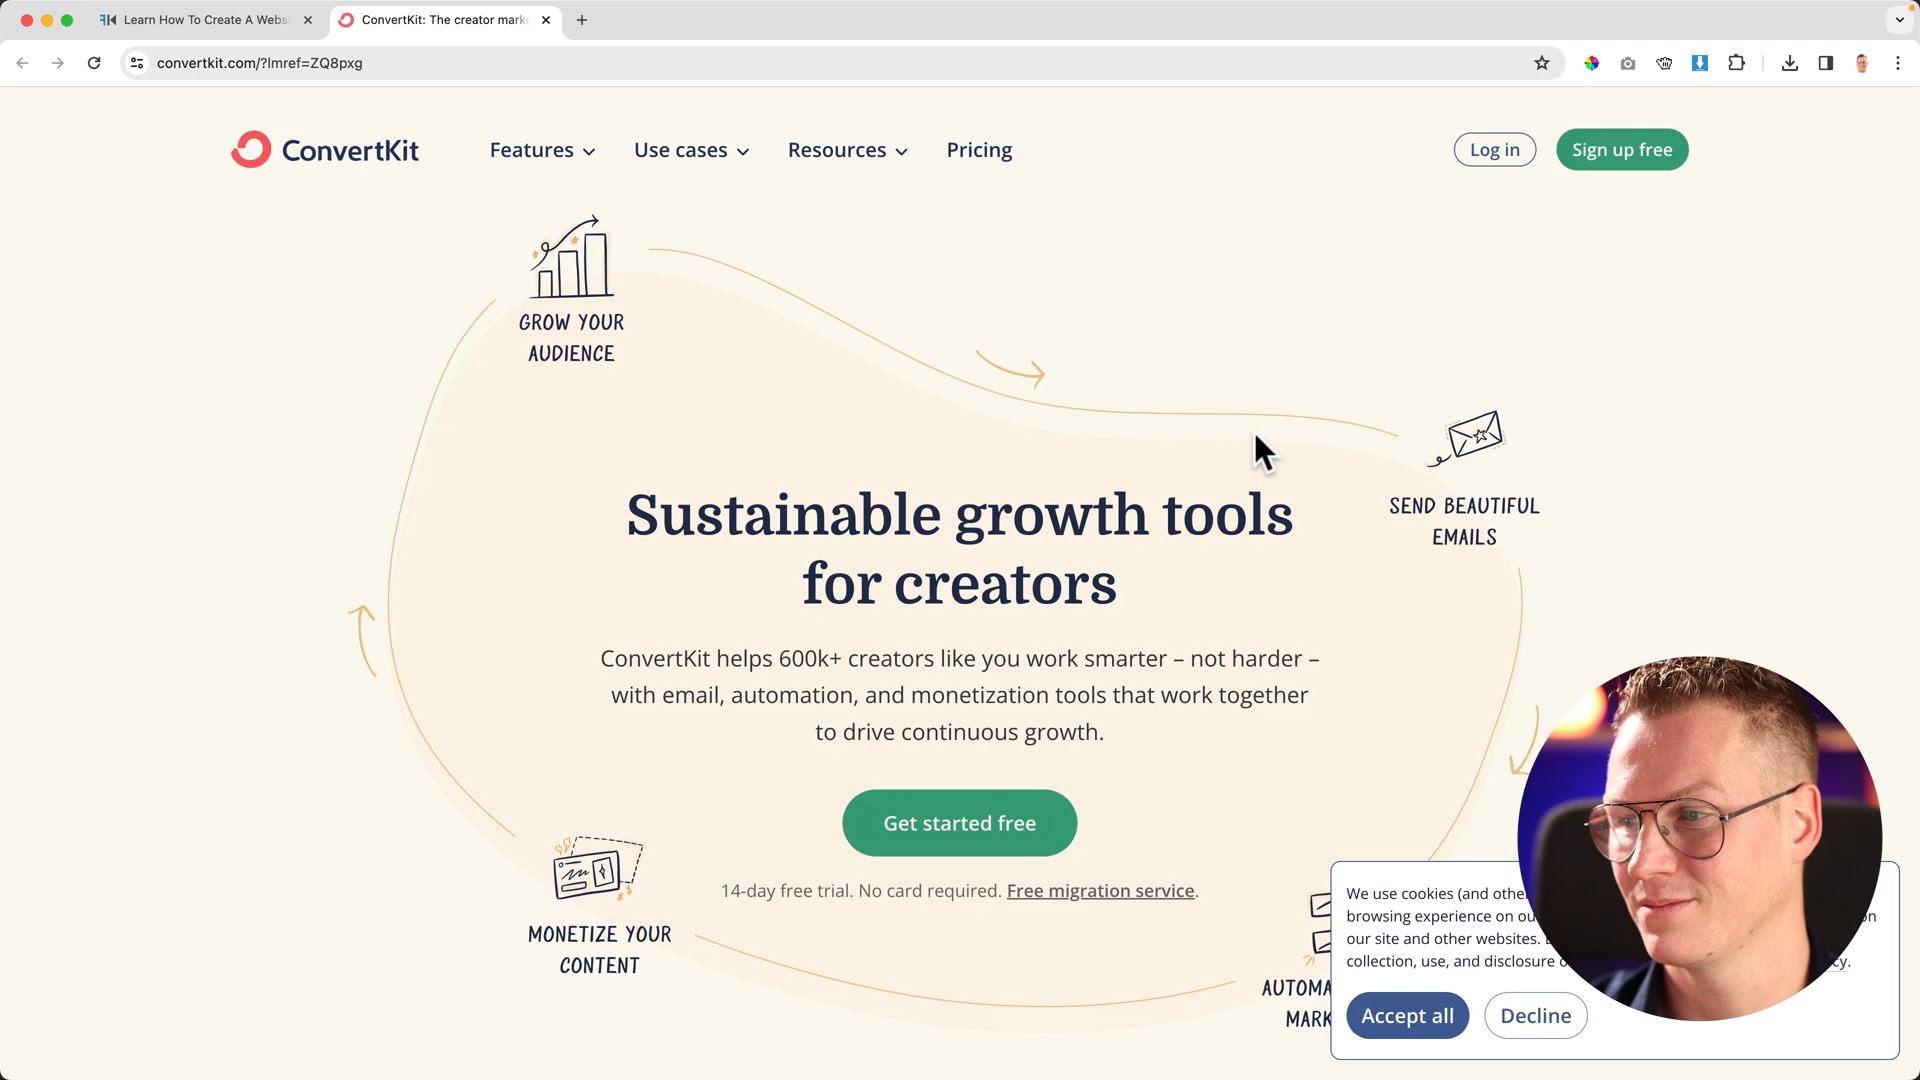 Learn How To Create A Websi
ConvertKit: The creator mark
convertkit.com/?lmref=ZQ8pxg
ConvertKit
Features
Use cases
Resources
Pricing
Log in
Sign up free
GROW YOUR
AUDIENCE
SEND BEAUTIFUL
EMAILS
Sustainable growth tools
for creators
ConvertKit helps 600k+ creators like you work smarter – not harder –
with email, automation, and monetization tools that work together
to drive continuous growth.
Get started free
14-day free trial. No card required. Free migration service.
MONETIZE YOUR
CONTENT
AUTOMA
MARK
We use cookies (and othe
browsing experience on ou
our site and other websites.
collection, use, and disclosure o
cy.
Accept all
Decline